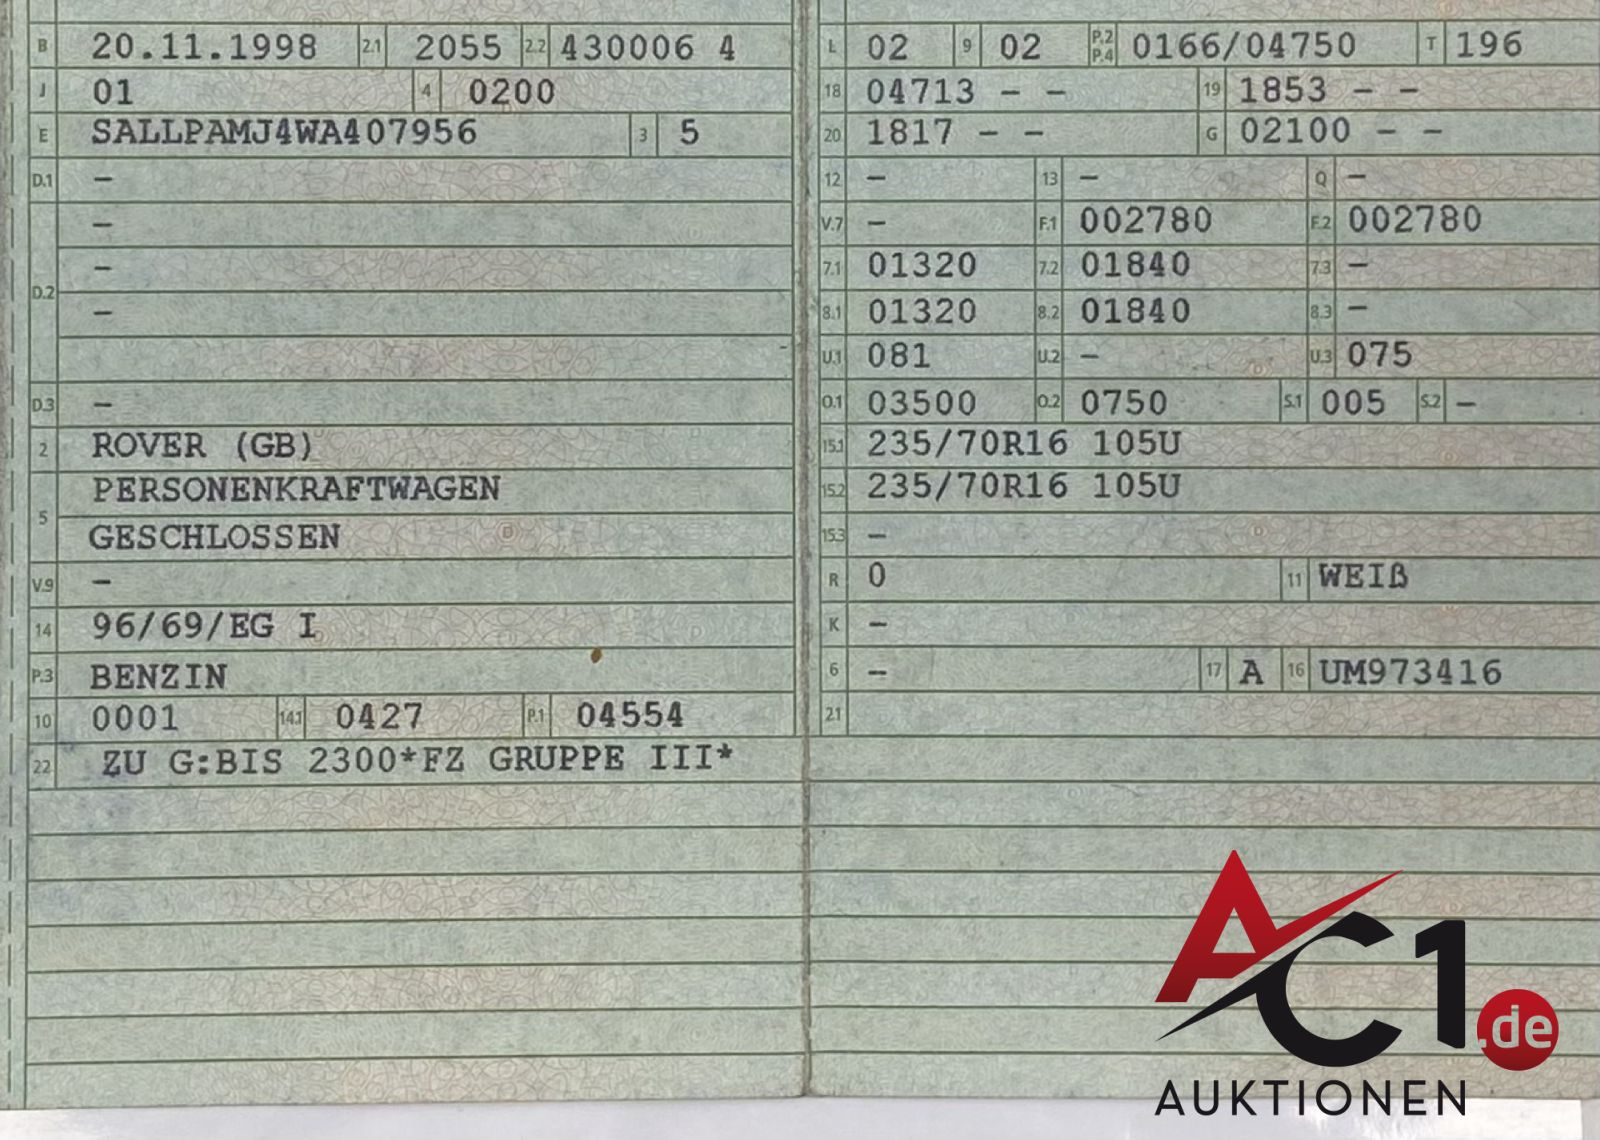 B 20.11.1998 2.1 2055 2.2 430006 4
J 01 4 0200
E SALLPAMJ4WA407956 3 5
D.1 –
–
–
D.2
–
D.3 –
2 ROVER (GB)
PERSONENKRAFTWAGEN
5
GESCHLOSSEN
V.9 –
14 96/69/EG I
P.3 BENZIN
10 0001 14.1 0427 P.1 04554
22 ZU G:BIS 2300*FZ GRUPPE III*
L 02 9 02 P.2 P.4 0166/04750 T 196
18 04713 – – 19 1853 – –
20 1817 – – G 02100 – –
12 – 13 – Q –
V.7 – F.1 002780 F.2 002780
7.1 01320 7.2 01840 7.3 –
8.1 01320 8.2 01840 8.3 –
U.1 081 U.2 – U.3 075
O.1 03500 O.2 0750 S.1 005 S.2 –
15.1 235/70R16 105U
15.2 235/70R16 105U
15.3 –
R 0 11 WEIß
K –
6 – 17 A 16 UM973416
21
AC1.de
AUKTIONEN